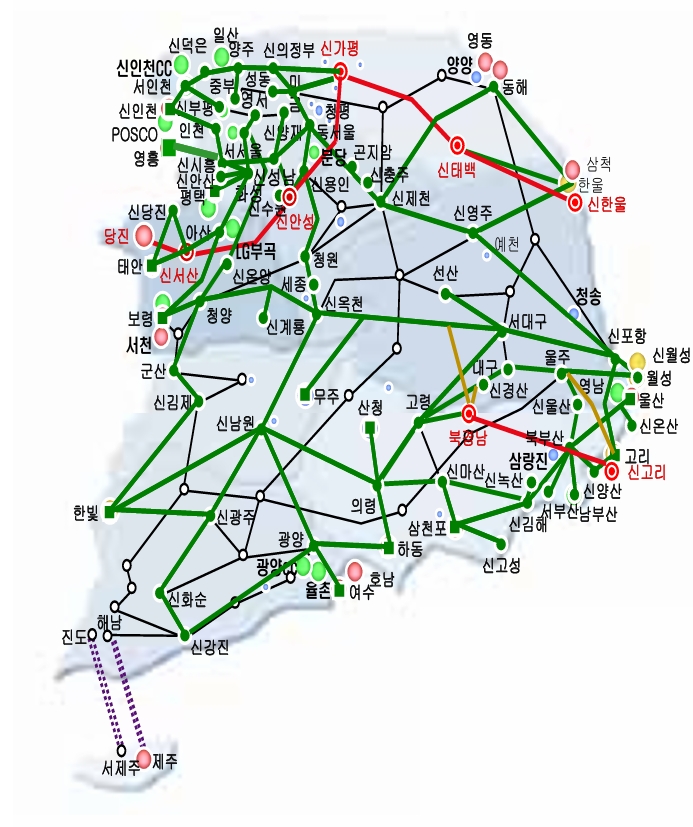 일산
영동
신덕은
양주
신의정부
신가평
신인천CC
양양
서인천
중부
성동
미금
동해
신인천
신부평
영서
청평
POSCO
인천
신양재
동서울
영흥
서서울
분당
곤지암
신태백
삼척
신시흥
신성남
신용인
신충주
한울
신안산
평택
화성
신수원
신제천
신한울
신당진
신안성
신영주
당진
아산
예천
LG부곡
청원
태안
신서산
신온양
세종
선산
청송
보령
청양
신계룡
신옥천
서대구
신포항
서천
신월성
군산
대구
울주
월성
신경산
영남
신김제
무주
산청
고령
신울산
울산
신남원
북경남
북부산
신온산
삼랑진
고리
신마산
신녹산
신고리
한빛
의령
신양산
신광주
삼천포
신김해
서부산
남부산
광양
하동
신고성
광양CC
호남
율촌
여수
신화순
해남
진도
신강진
서제주
제주